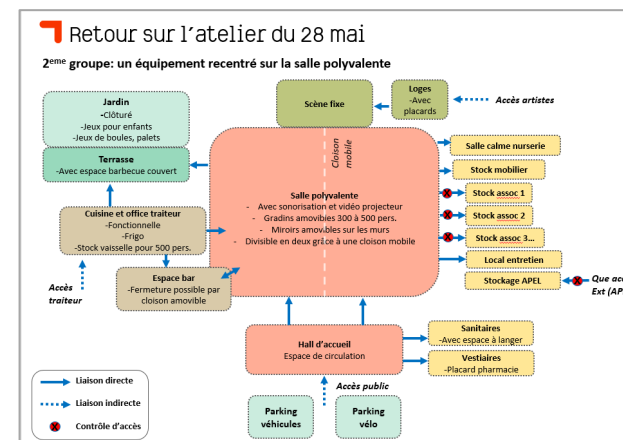 Retour sur l'atelier du 28 mai
2eme groupe: un équipement recentré sur la salle polyvalente
Jardin
-Clôturé
-Jeux pour enfants
-Jeux de boules, palets
Terrasse
-Avec espace barbecue couvert
Scène fixe
Loges
-Avec
placards
Accès artistes
Cloison
mobile
Salle polyvalente
- Avec sonorisation et vidéo projecteur
- Gradins amovibles 300 à 500 pers.
- Miroirs amovibles sur les murs
- Divisible en deux grâce à une cloison mobile
Salle calme nurserie
Stock mobilier
Stock assoc 1
Stock assoc 2
Stock assoc 3...
Local entretien
Stockage APEL
Que acc
Ext (AP
Cuisine et office traiteur
-Fonctionnelle
-Frigo
-Stock vaisselle pour 500 pers.
Accès
traiteur
Espace bar
-Fermeture possible par
cloison amovible
Hall d'accueil
Espace de circulation
Sanitaires
-Avec espace à langer
Vestiaires
-Placard pharmacie
Accès public
Parking
véhicules
Parking
vélo
Liaison directe
Liaison indirecte
Contrôle d'accès